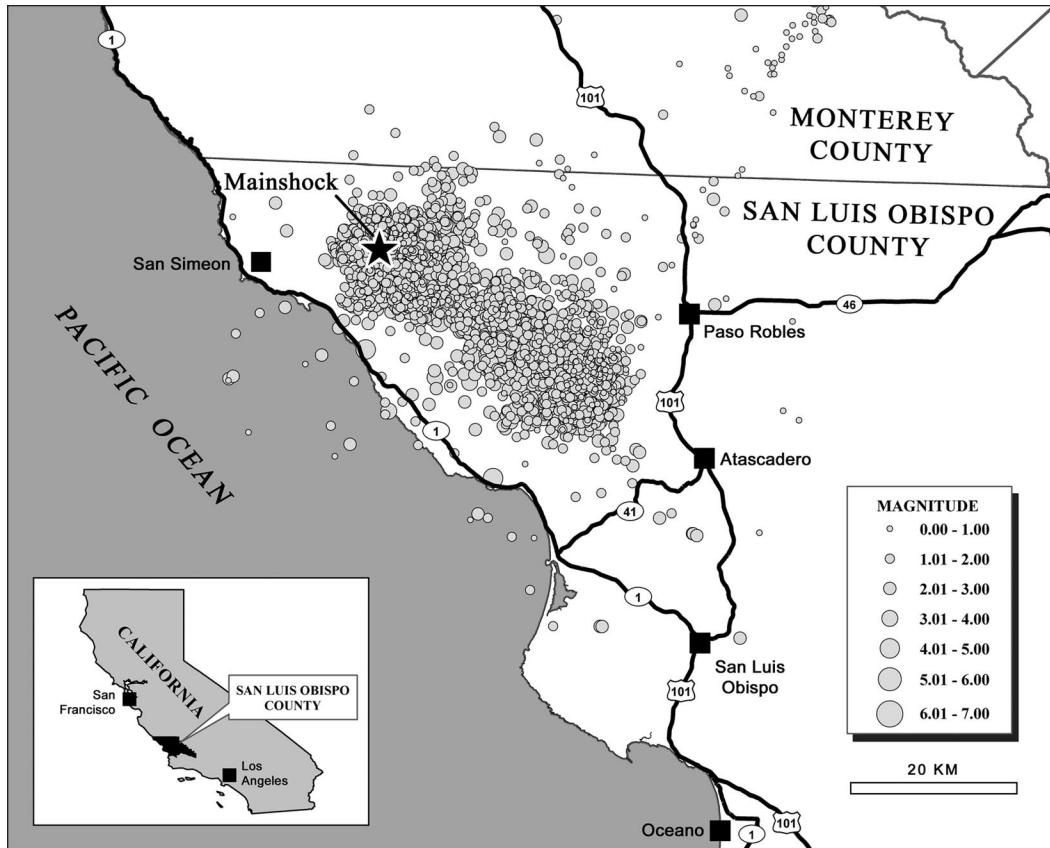 1
101
MONTEREY
COUNTY
Mainshock
SAN LUIS OBISPO
COUNTY
San Simeon
46
Paso Robles
PACIFIC OCEAN
101
1
Atascadero
41
MAGNITUDE
0.00 - 1.00
1.01 - 2.00
2.01 - 3.00
3.01 - 4.00
4.01 - 5.00
5.01 - 6.00
6.01 - 7.00
1
San Luis
Obispo
101
20 KM
CALIFORNIA
San
Francisco
SAN LUIS OBISPO
COUNTY
Los
Angeles
Oceano
1
101